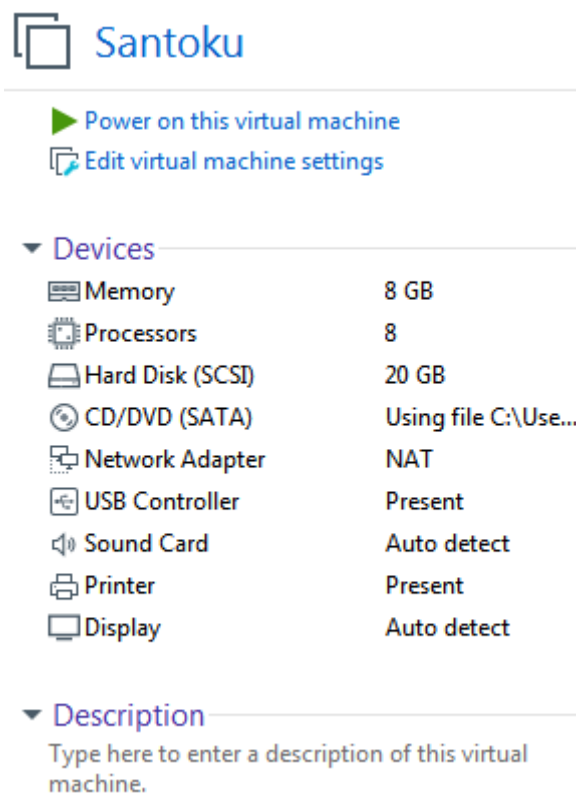 Santoku
Power on this virtual machine
Edit virtual machine settings
Devices
Memory 8 GB
Processors 8
Hard Disk (SCSI) 20 GB
CD/DVD (SATA) Using file C:\Use...
Network Adapter NAT
USB Controller Present
Sound Card Auto detect
Printer Present
Display Auto detect
Description
Type here to enter a description of this virtual
machine.